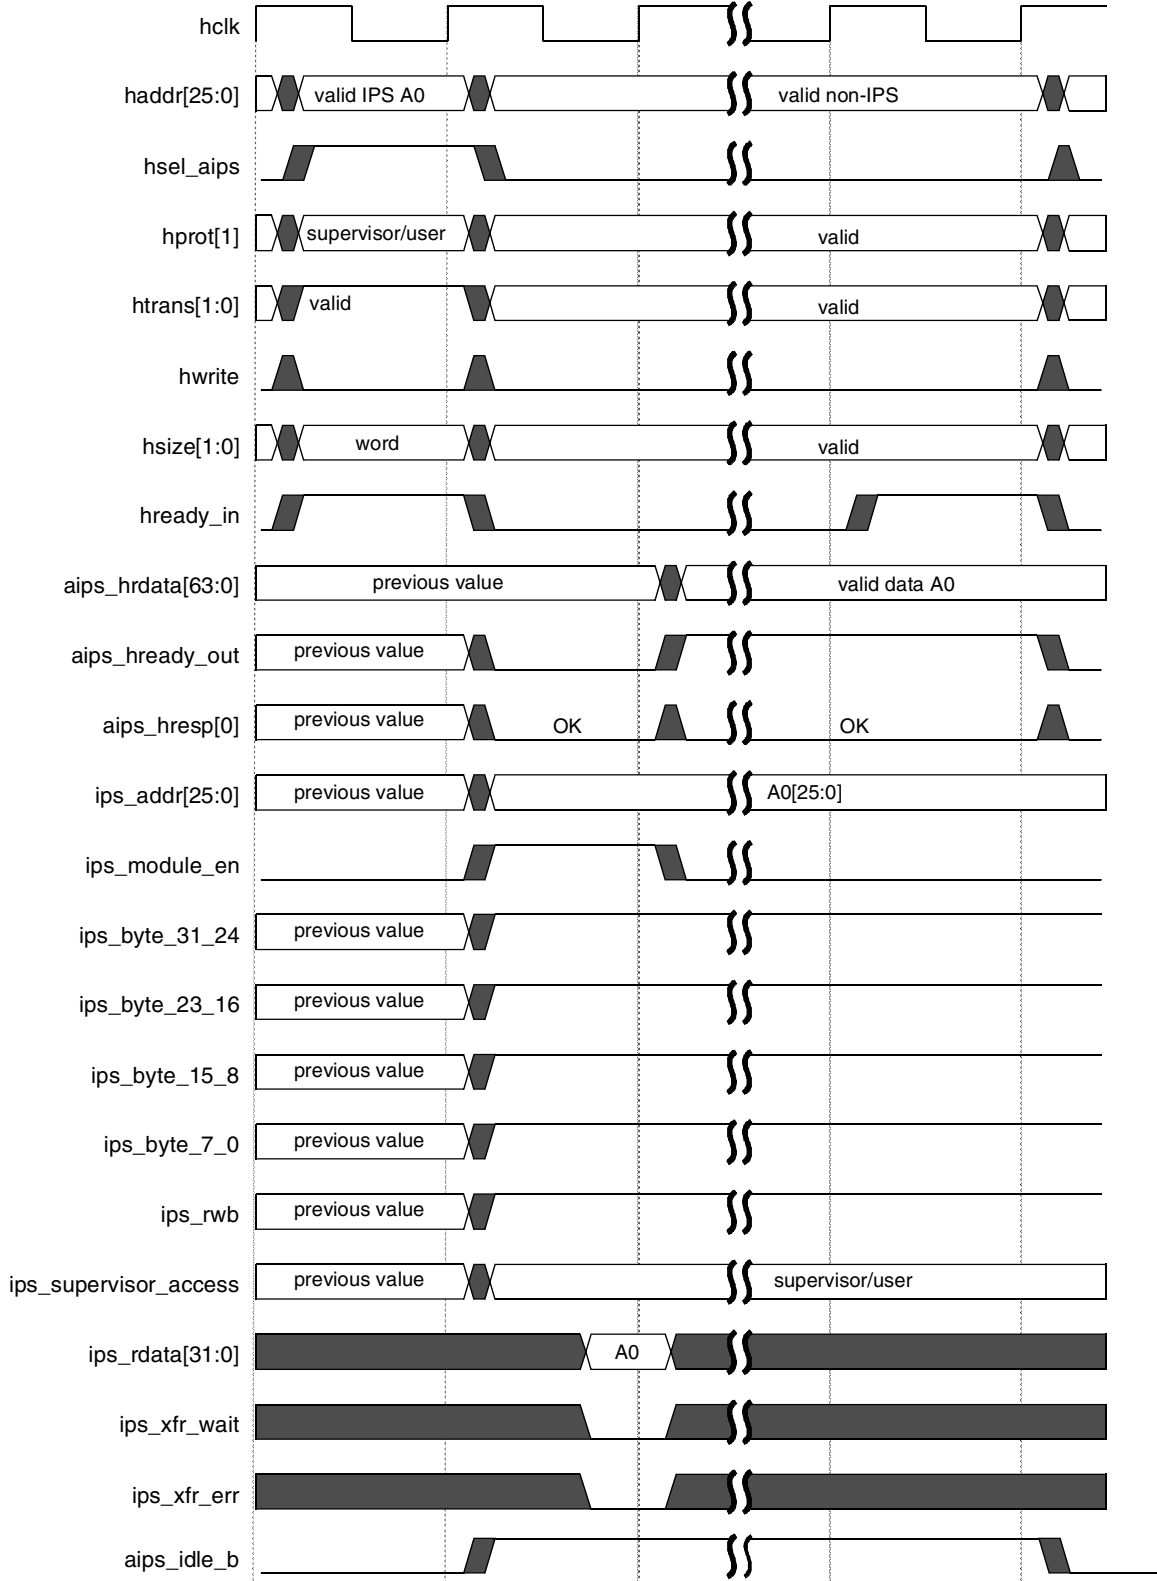 hclk
haddr[25:0] valid IPS A0 valid non-IPS
hsel_aips
hprot[1] supervisor/user valid
htrans[1:0] valid valid
hwrite
hsize[1:0] word valid
hready_in
aips_hrdata[63:0] previous value valid data A0
aips_hready_out previous value
aips_hresp[0] previous value OK OK
ips_addr[25:0] previous value A0[25:0]
ips_module_en
ips_byte_31_24 previous value
ips_byte_23_16 previous value
ips_byte_15_8 previous value
ips_byte_7_0 previous value
ips_rwb previous value
ips_supervisor_access previous value supervisor/user
ips_rdata[31:0] A0
ips_xfr_wait
ips_xfr_err
aips_idle_b